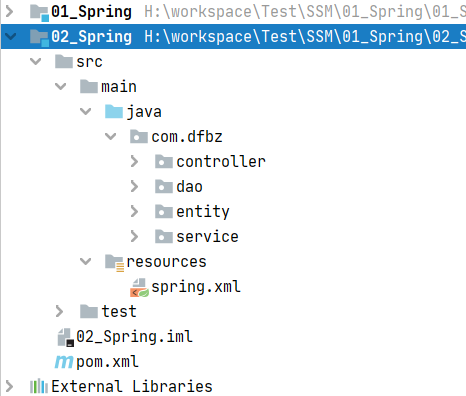 01_Spring H:\workspace\Test\SSM\01_Spring\01_S
02_Spring H:\workspace\Test\SSM\01_Spring\02_S
src
main
java
com.dfbz
controller
dao
entity
service
resources
spring.xml
test
02_Spring.iml
pom.xml
External Libraries